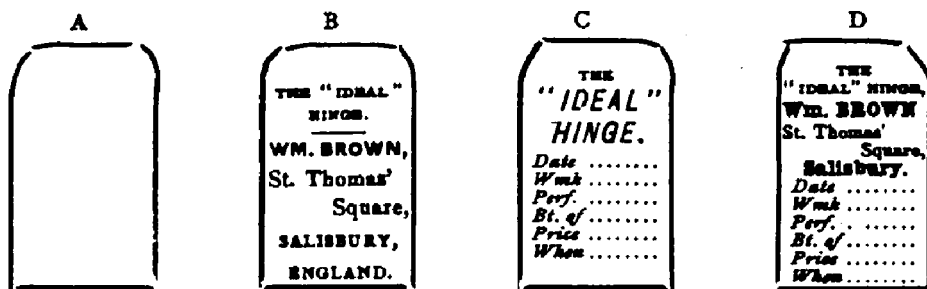 A
B
THE "IDEAL"
HINGE.
WM. BROWN,
St. Thomas'
Square,
SALISBURY,
ENGLAND.
C
THE
"IDEAL"
HINGE.
Date ........
Wmk ........
Perf. ........
Bt. of ........
Price ........
When ........
D
THE
"IDEAL" HINGE,
Wm. BROWN
St. Thomas'
Square,
Salisbury.
Date ........
Wmk ........
Perf. ........
Bt. of ........
Price ........
When ........